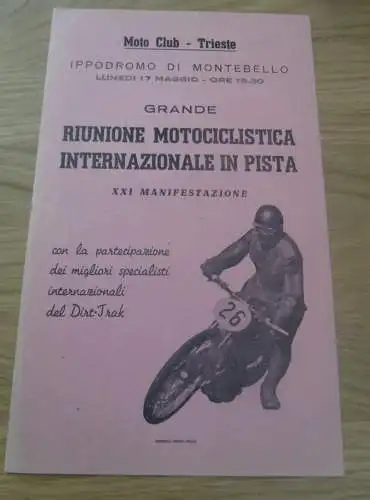 Moto Club - Trieste
IPPODROMO DI MONTEBELLO
LUNEDI 17 MAGGIO - ORE 15.30
GRANDE
RIUNIONE MOTOCICLISTICA
INTERNAZIONALE IN PISTA
XXI MANIFESTAZIONE
con la partecipazione
dei migliori specialisti
internazionali
del Dirt-Trak
26